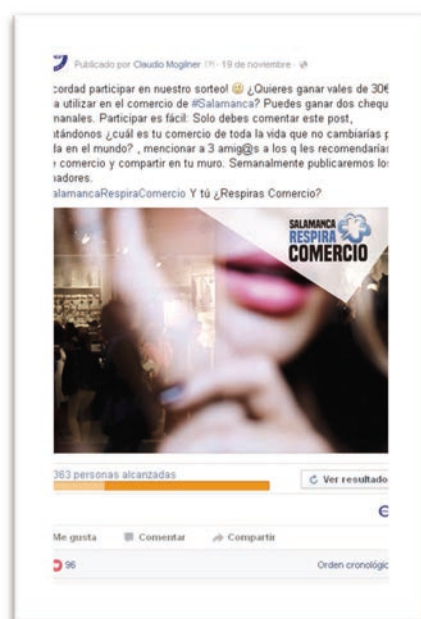 Publicado por Claudio Mogilner [?] · 19 de noviembre ·
cordad participar en nuestro sorteo! ¿Quieres ganar vales de 30€
a utilizar en el comercio de #Salamanca? Puedes ganar dos chequ
nanales. Participar es fácil: Solo debes comentar este post,
ntándonos ¿cuál es tu comercio de toda la vida que no cambiarías p
da en el mundo? , mencionar a 3 amig@s a los q les recomendarías
e comercio y compartir en tu muro. Semanalmente publicaremos los
nadores.
alamancaRespiraComercio Y tú ¿Respiras Comercio?
SALAMANCA
RESPIRA
COMERCIO
363 personas alcanzadas
Ver resultado
Me gusta Comentar Compartir
96 Orden cronológic